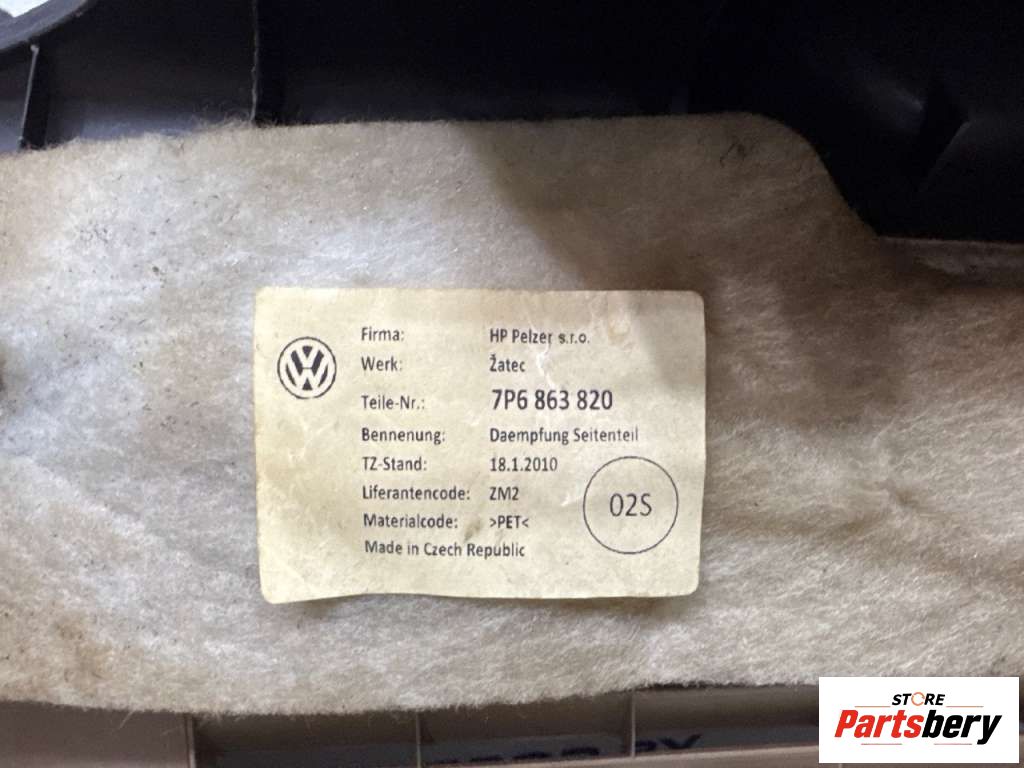 Firma: HP Pelzer s.r.o.
Werk: Žatec
Teile-Nr.: 7P6 863 820
Bennenung: Daempfung Seitenteil
TZ-Stand: 18.1.2010
Liferantencode: ZM2
Materialcode: >PET<
02S
Made in Czech Republic
STORE
Partsbery